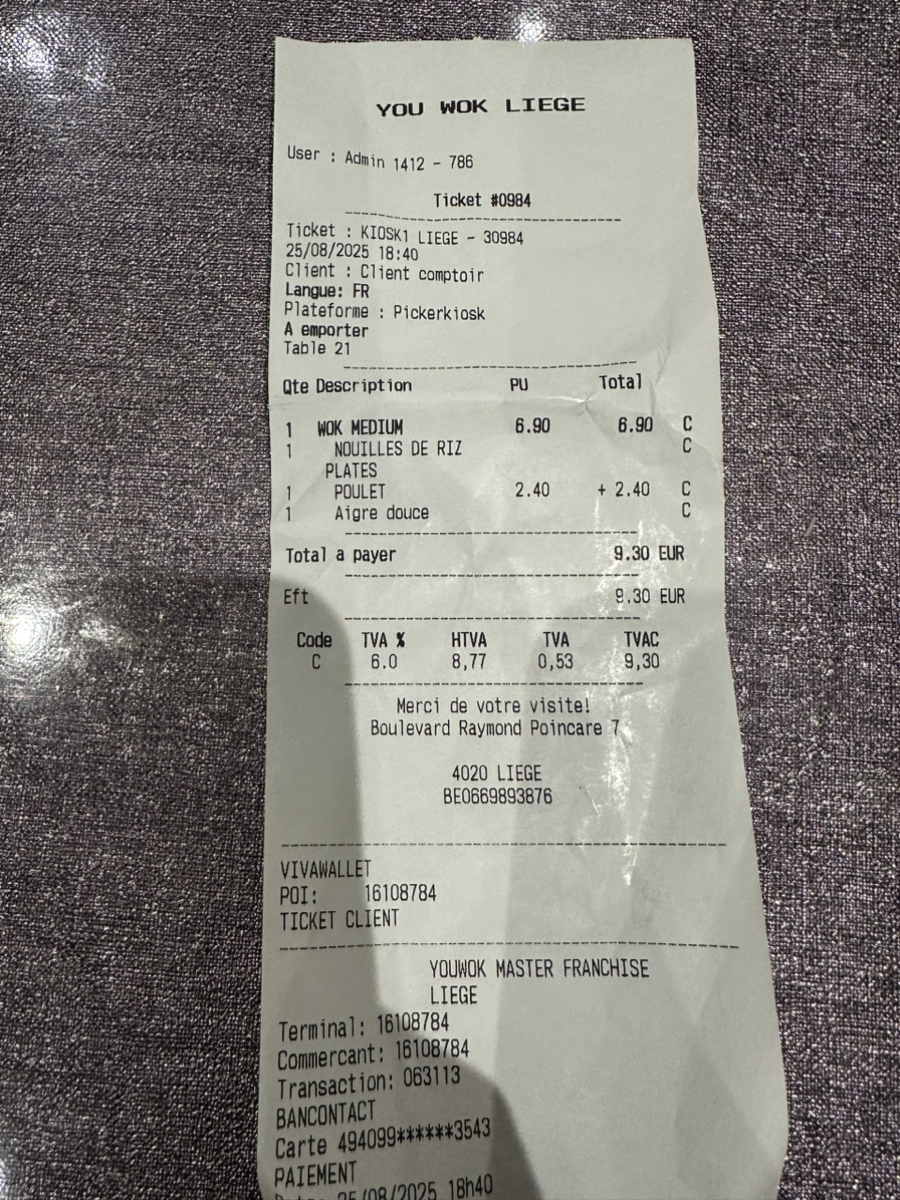 YOU WOK LIEGE
User : Admin 1412 - 786
Ticket #0984
Ticket : KIOSK1 LIEGE - 30984
25/08/2025 18:40
Client : Client comptoir
Langue: FR
Plateforme : Pickerkiosk
A emporter
Table 21
Qte Description PU Total
1 WOK MEDIUM 6.90 6.90 C
1 NOUILLES DE RIZ C
PLATES
1 POULET 2.40 + 2.40 C
1 Aigre douce C
Total a payer 9.30 EUR
Eft 9.30 EUR
Code TVA % HTVA TVA TVAC
C 6.0 8,77 0,53 9,30
Merci de votre visite!
Boulevard Raymond Poincare 7
4020 LIEGE
BE0669893876
VIVAWALLET
POI: 16108784
TICKET CLIENT
YOUWOK MASTER FRANCHISE
LIEGE
Terminal: 16108784
Commercant: 16108784
Transaction: 063113
BANCONTACT
Carte 494099******3543
PAIEMENT
25/08/2025 18h40